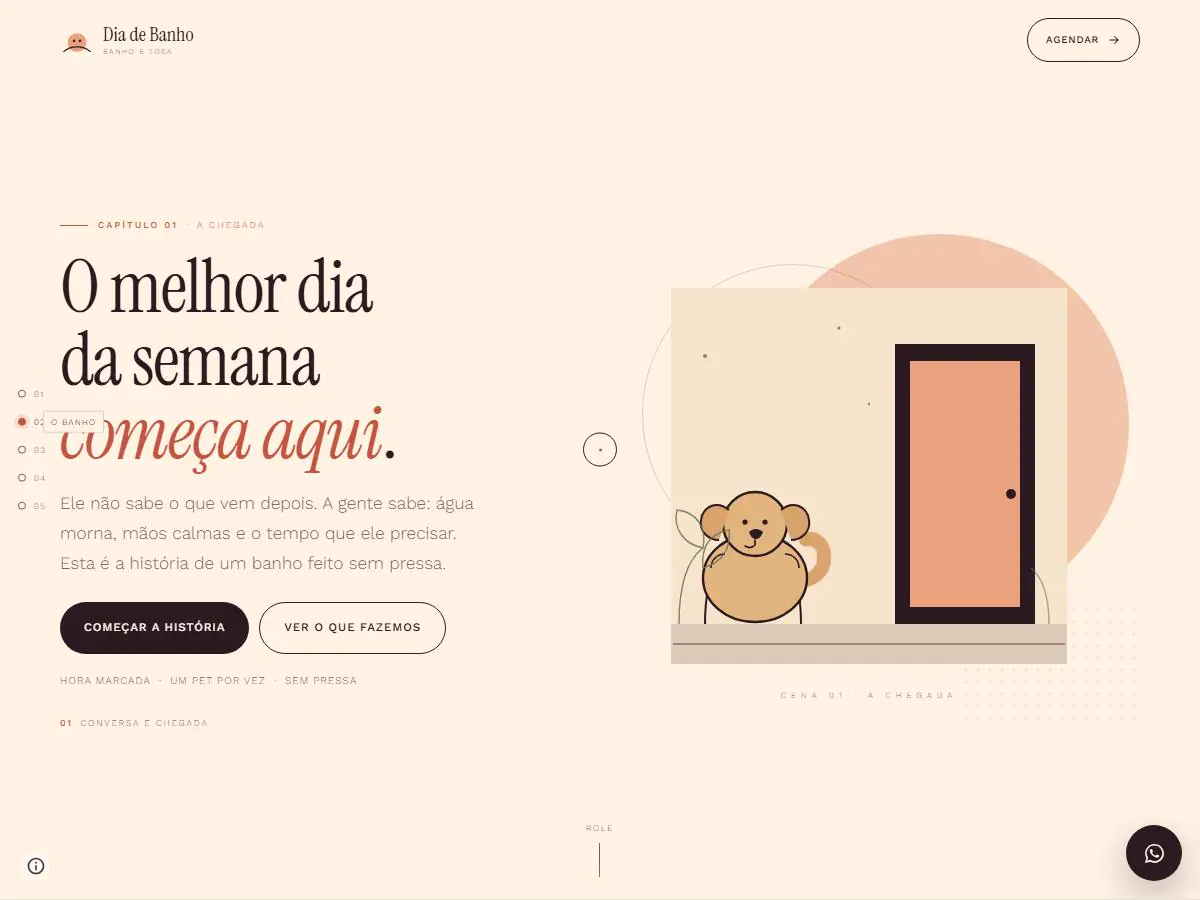 Dia de Banho
BANHO E TOSA
AGENDAR
CAPÍTULO 01 · A CHEGADA
O melhor dia
da semana
começa aqui.
01
02
O BANHO
03
04
05
Ele não sabe o que vem depois. A gente sabe: água
morna, mãos calmas e o tempo que ele precisar.
Esta é a história de um banho feito sem pressa.
COMEÇAR A HISTÓRIA
VER O QUE FAZEMOS
HORA MARCADA · UM PET POR VEZ · SEM PRESSA
01 CONVERSA E CHEGADA
CENA 01 · A CHEGADA
ROLE